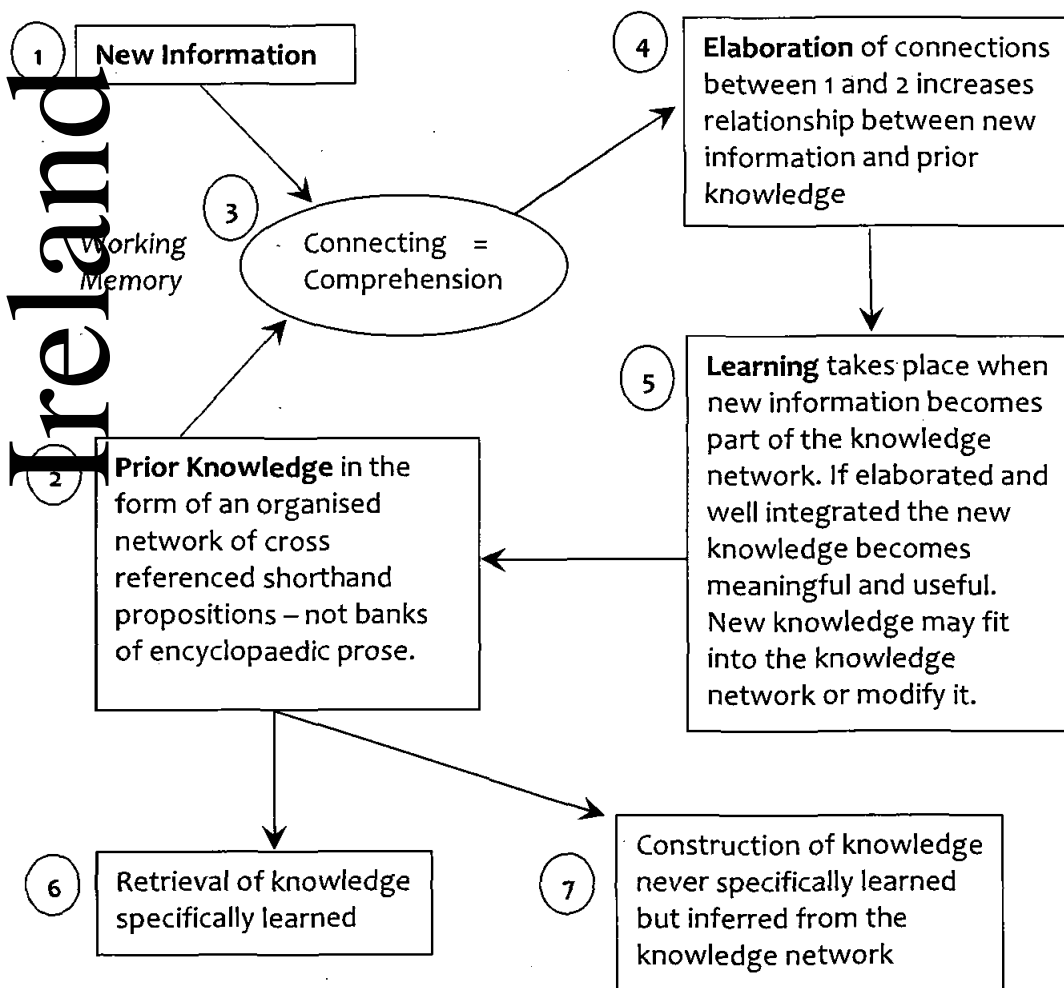 1
New Information
Ireland
3
Working
Memory
Connecting =
Comprehension
4
Elaboration of connections
between 1 and 2 increases
relationship between new
information and prior
knowledge
5
Learning takes place when
new information becomes
part of the knowledge
network. If elaborated and
well integrated the new
knowledge becomes
meaningful and useful.
New knowledge may fit
into the knowledge
network or modify it.
2
Prior Knowledge in the
form of an organised
network of cross
referenced shorthand
propositions – not banks
of encyclopaedic prose.
6
Retrieval of knowledge
specifically learned
7
Construction of knowledge
never specifically learned
but inferred from the
knowledge network